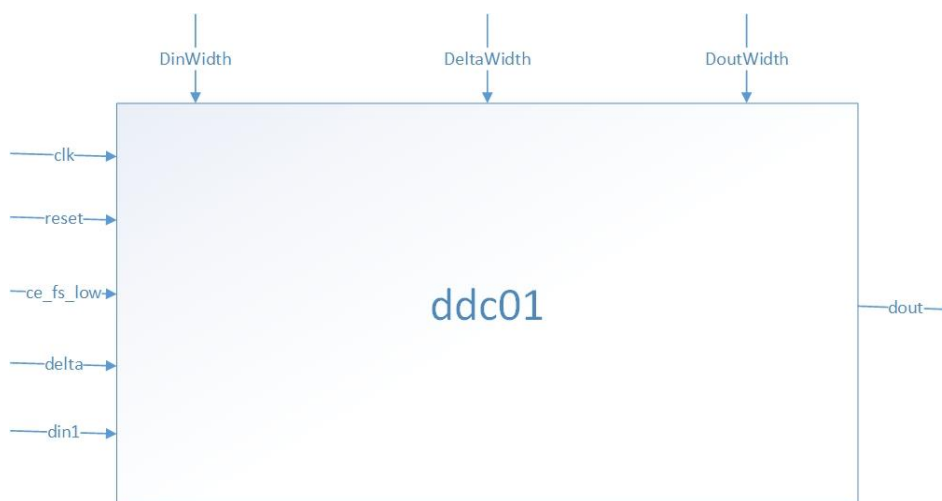 DinWidth
DeltaWidth
DoutWidth
clk
reset
ce_fs_low
ddc01
dout
delta
din1